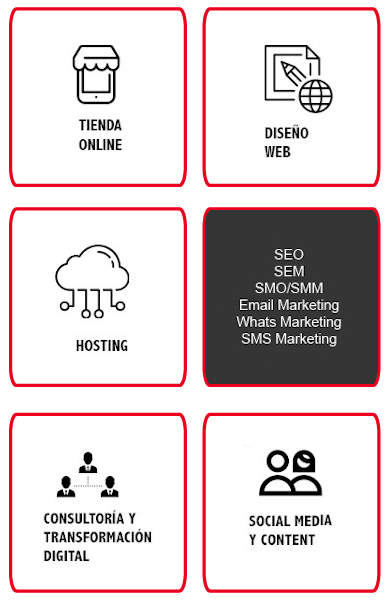 TIENDA
ONLINE
DISEÑO
WEB
HOSTING
SEO
SEM
SMO/SMM
Email Marketing
Whats Marketing
SMS Marketing
CONSULTORÍA Y
TRANSFORMACIÓN
DIGITAL
SOCIAL MEDIA
Y CONTENT